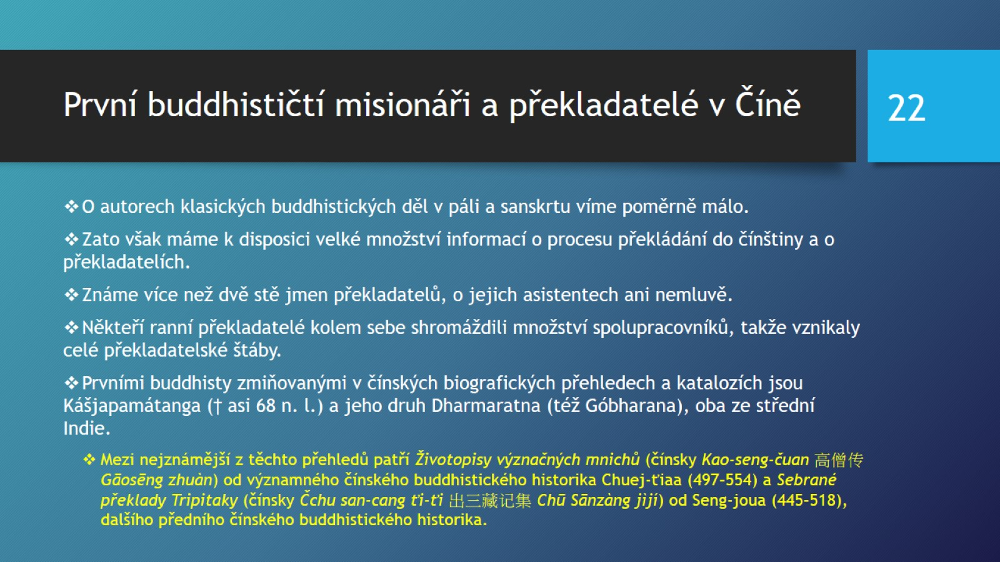 První buddhističtí misionáři a překladatelé v Číně
22
❖O autorech klasických buddhistických děl v páli a sanskrtu víme poměrně málo.
❖Zato však máme k disposici velké množství informací o procesu překládání do čínštiny a o
překladatelích.
❖Známe více než dvě stě jmen překladatelů, o jejich asistentech ani nemluvě.
❖Někteří ranní překladatelé kolem sebe shromáždili množství spolupracovníků, takže vznikaly
celé překladatelské štáby.
❖Prvními buddhisty zmiňovanými v čínských biografických přehledech a katalozích jsou
Kášjapamátanga († asi 68 n. l.) a jeho druh Dharmaratna (též Góbharana), oba ze střední
Indie.
❖ Mezi nejznámější z těchto přehledů patří Životopisy význačných mnichů (čínsky Kao-seng-čuan 高僧传
Gāosēng zhuàn) od významného čínského buddhistického historika Chuej-ťiaa (497–554) a Sebrané
překlady Tripitaky (čínsky Čchu san-cang ťi-ťi 出三藏记集 Chū Sānzàng jìjí) od Seng-joua (445–518),
dalšího předního čínského buddhistického historika.